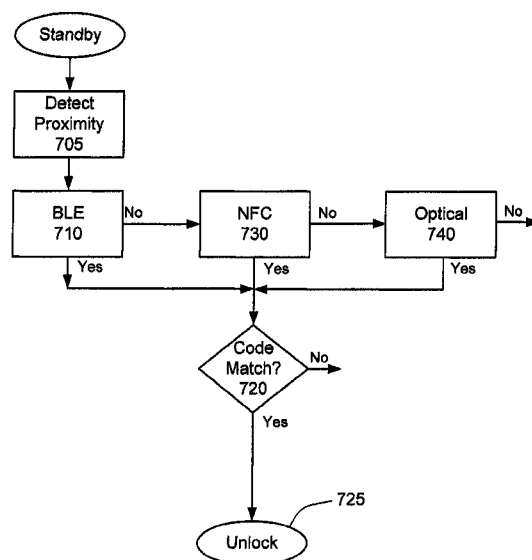 Standby
Detect
Proximity
705
BLE
710
No
NFC
730
No
Optical
740
No
Yes
Yes
Yes
Code
Match?
720
No
Yes
725
Unlock